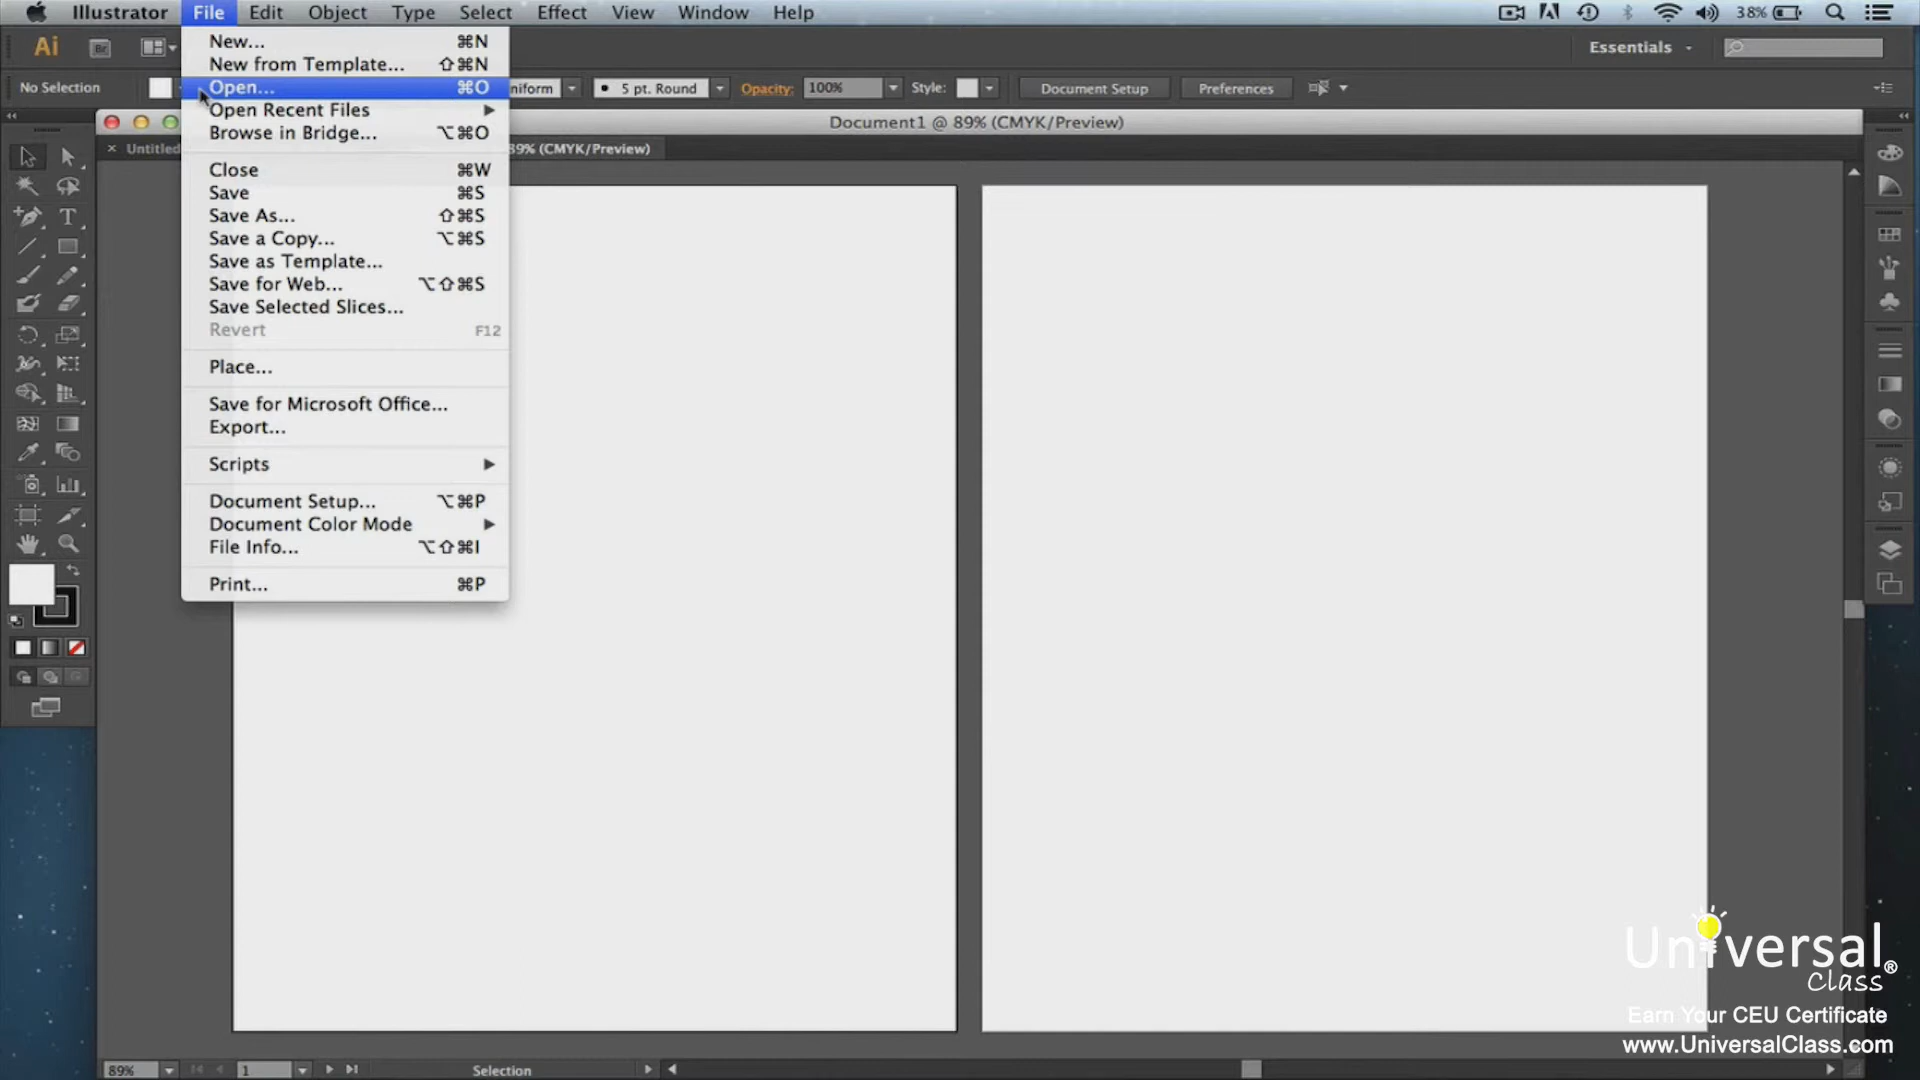 Illustrator File Edit Object Type Select Effect View Window Help 38%
Ai Br Essentials
No Selection niform 5 pt. Round Opacity: 100% Style: Document Setup Preferences
Document1 @ 89% (CMYK/Preview)
Untitled 89% (CMYK/Preview)
New... ⌘N
New from Template... ⇧⌘N
Open... ⌘O
Open Recent Files
Browse in Bridge... ⌥⌘O
Close ⌘W
Save ⌘S
Save As... ⇧⌘S
Save a Copy... ⌥⌘S
Save as Template...
Save for Web... ⌥⇧⌘S
Save Selected Slices...
Revert F12
Place...
Save for Microsoft Office...
Export...
Scripts
Document Setup... ⌥⌘P
Document Color Mode
File Info... ⌥⇧⌘I
Print... ⌘P
Universal
Class®
Earn Your CEU Certificate
www.UniversalClass.com
89% 1 Selection